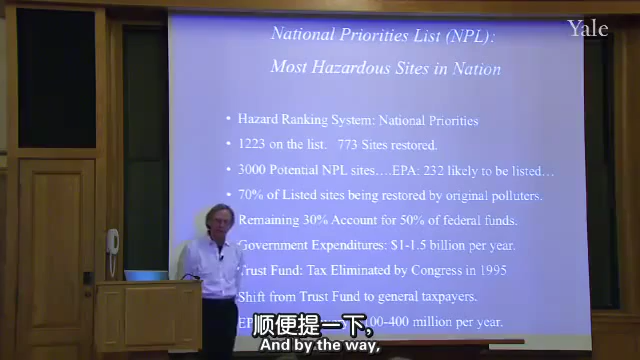 Yale
National Priorities List (NPL):
Most Hazardous Sites in Nation
• Hazard Ranking System: National Priorities
• 1223 on the list. 773 Sites restored.
• 3000 Potential NPL sites….EPA: 232 likely to be listed…
• 70% of Listed sites being restored by original polluters.
Remaining 30% Account for 50% of federal funds.
Government Expenditures: $1-1.5 billion per year.
Trust Fund: Tax Eliminated by Congress in 1995
Shift from Trust Fund to general taxpayers.
00-400 million per year.
顺便提一下,
And by the way,